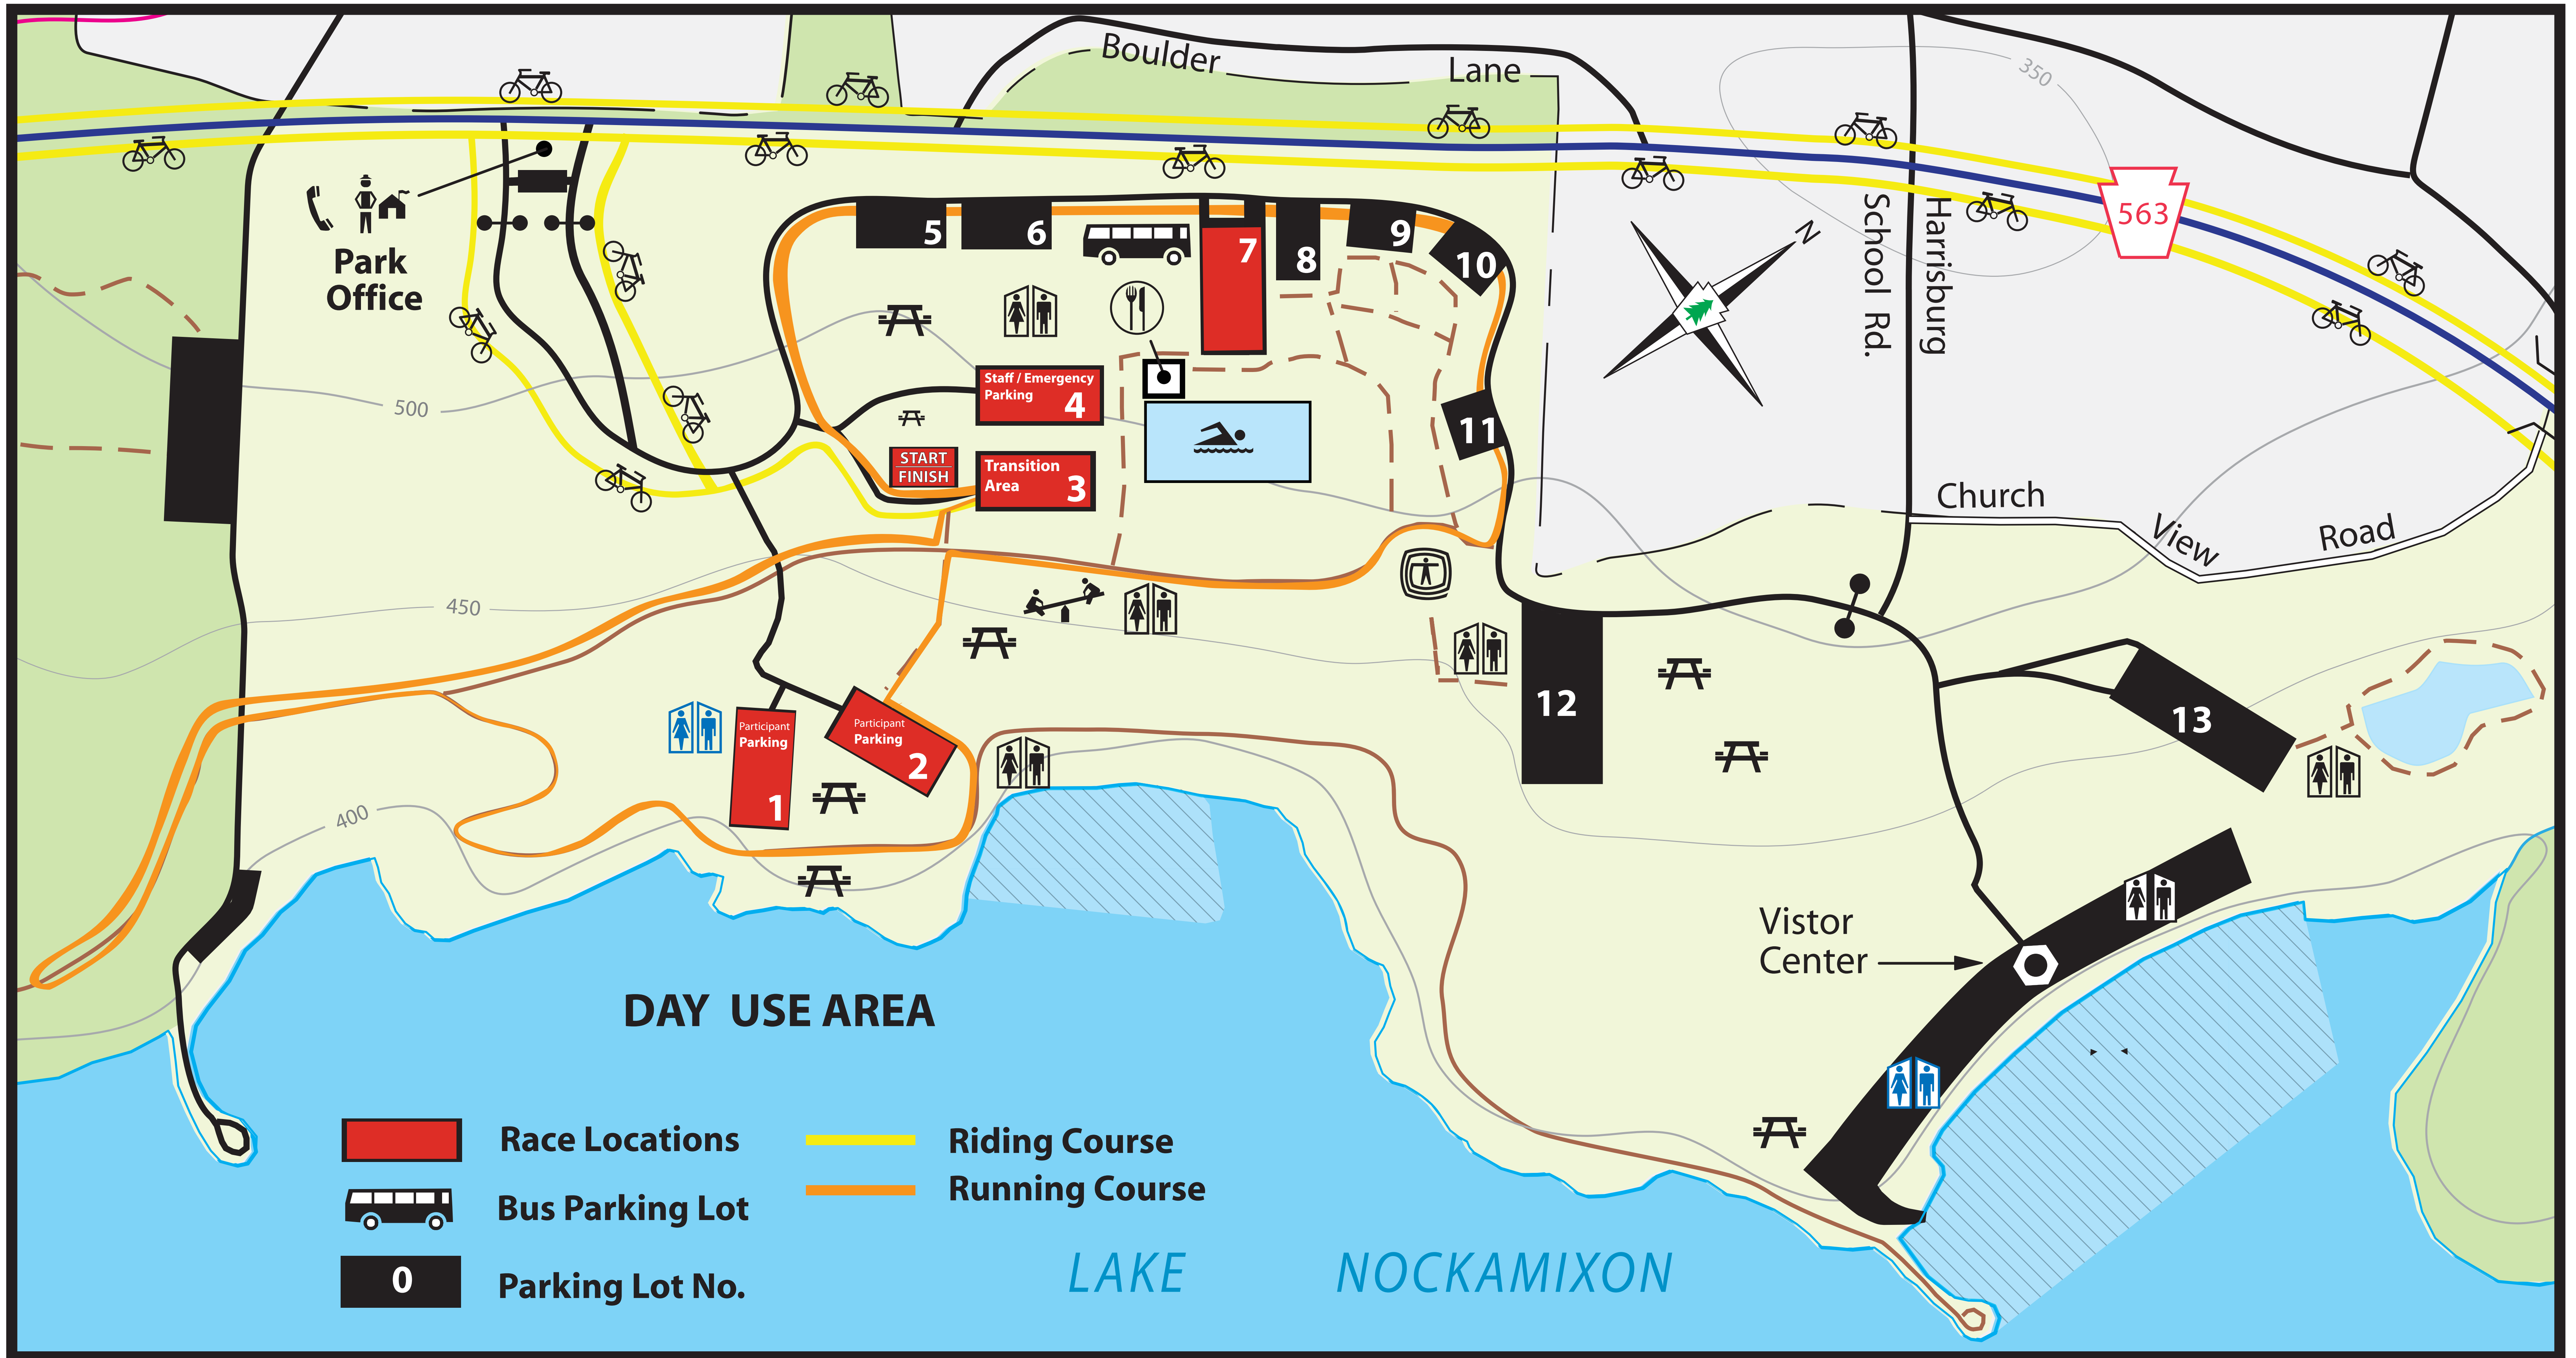 Boulder
Lane
350
N
School Rd.
Harrisburg
563
Park
Office
5
6
7
8
9
10
500
Staff / Emergency
Parking
4
11
START
FINISH
Transition
Area
3
Church
View
Road
450
Participant
Parking
1
Participant
Parking
2
12
13
400
Vistor
Center
DAY USE AREA
Race Locations
Riding Course
Bus Parking Lot
Running Course
0
Parking Lot No.
LAKE NOCKAMIXON